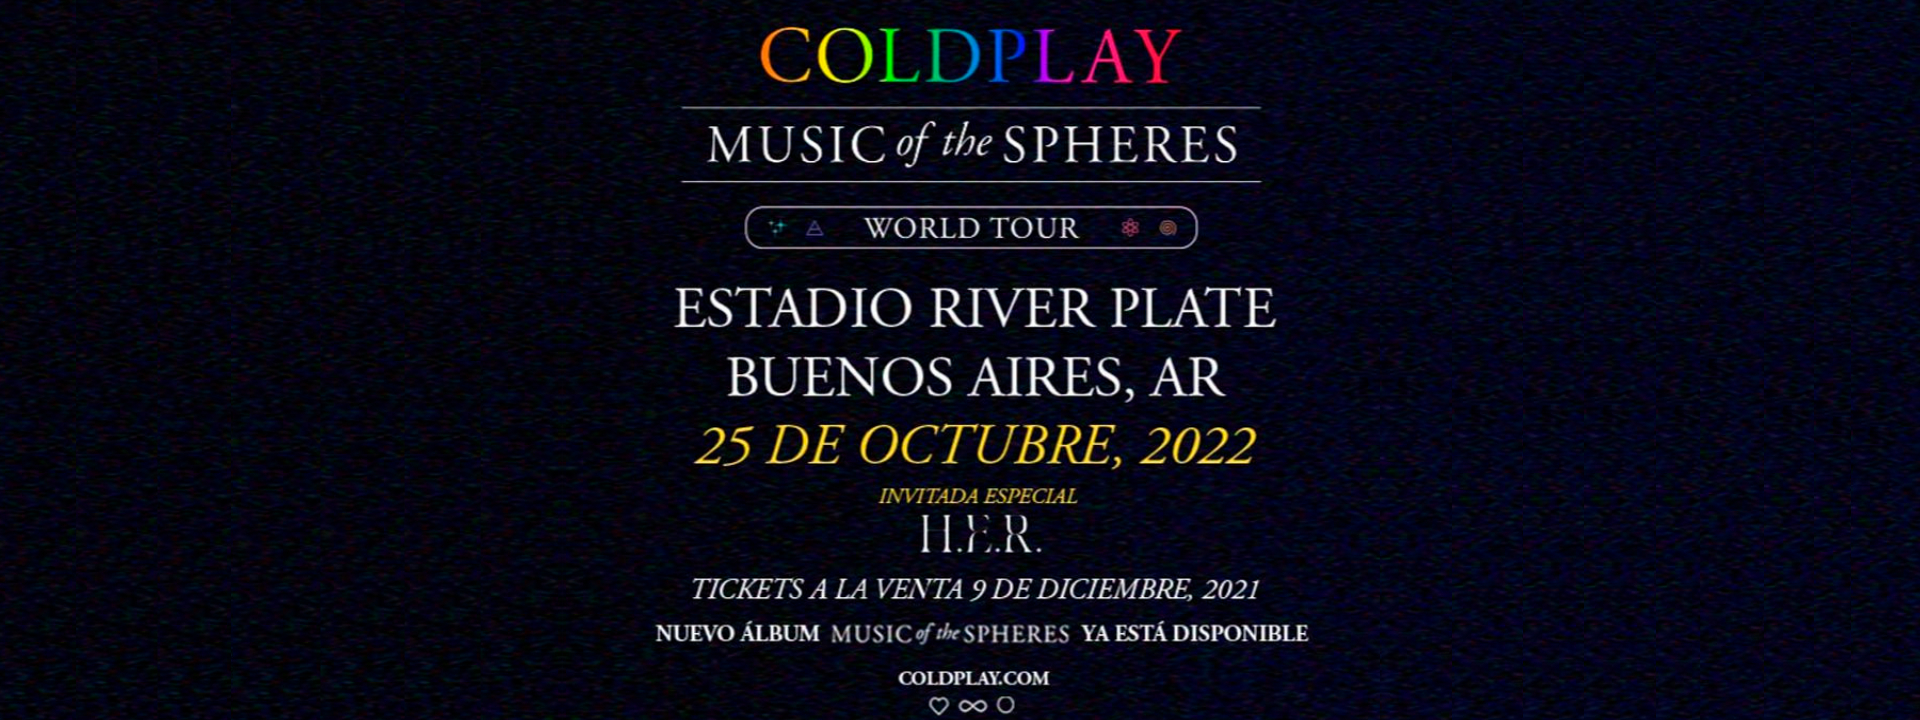 COLDPLAY
MUSIC of the SPHERES
WORLD TOUR
ESTADIO RIVER PLATE
BUENOS AIRES, AR
25 DE OCTUBRE, 2022
INVITADA ESPECIAL
H.E.R.
TICKETS A LA VENTA 9 DE DICIEMBRE, 2021
NUEVO ÁLBUM MUSIC of the SPHERES YA ESTÁ DISPONIBLE
COLDPLAY.COM